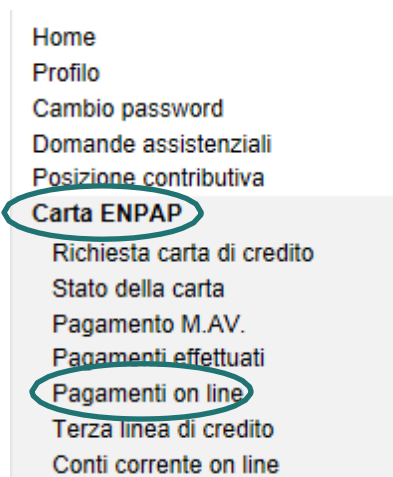 Home
Profilo
Cambio password
Domande assistenziali
Posizione contributiva
Carta ENPAP
Richiesta carta di credito
Stato della carta
Pagamento M.AV.
Pagamenti effettuati
Pagamenti on line
Terza linea di credito
Conti corrente on line